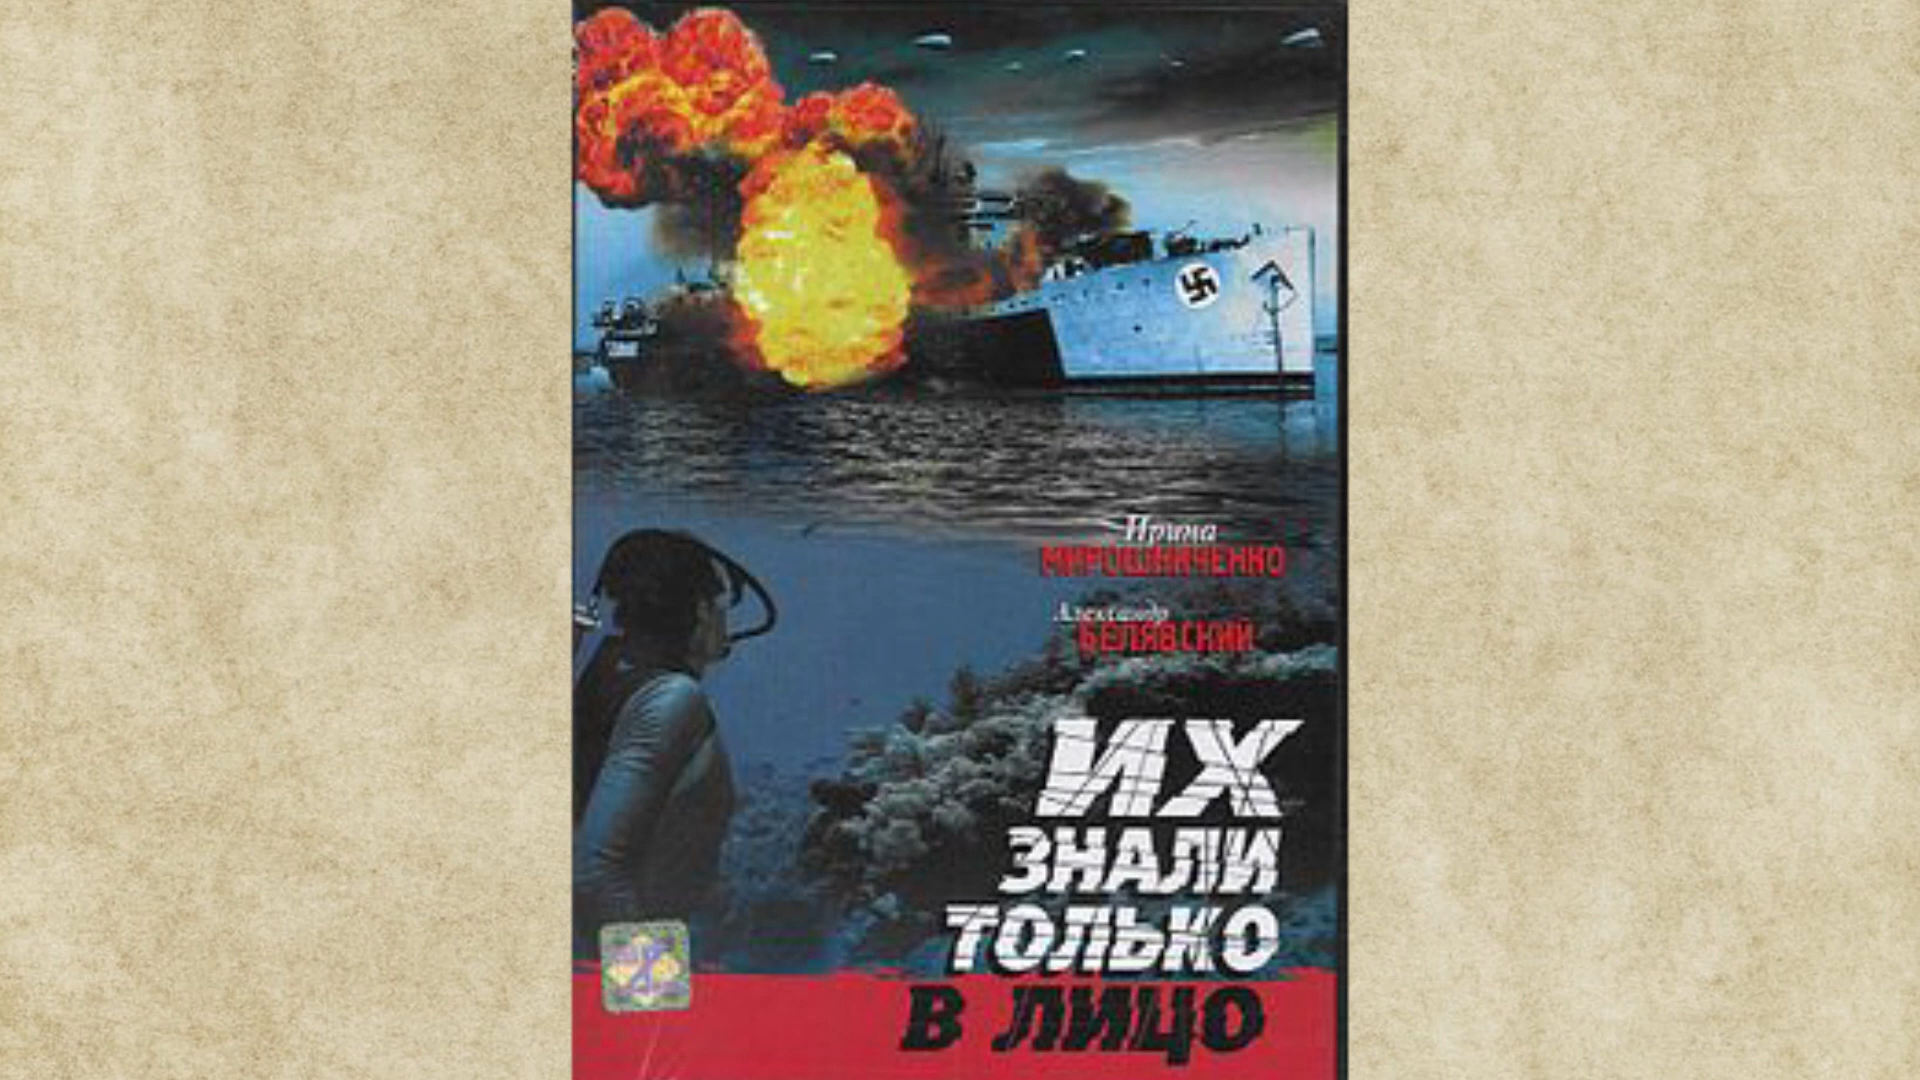 Ирина
МИРОШНИЧЕНКО
Александр
БЕЛЯВСКИЙ
ИХ
ЗНАЛИ
ТОЛЬКО
В ЛИЦО